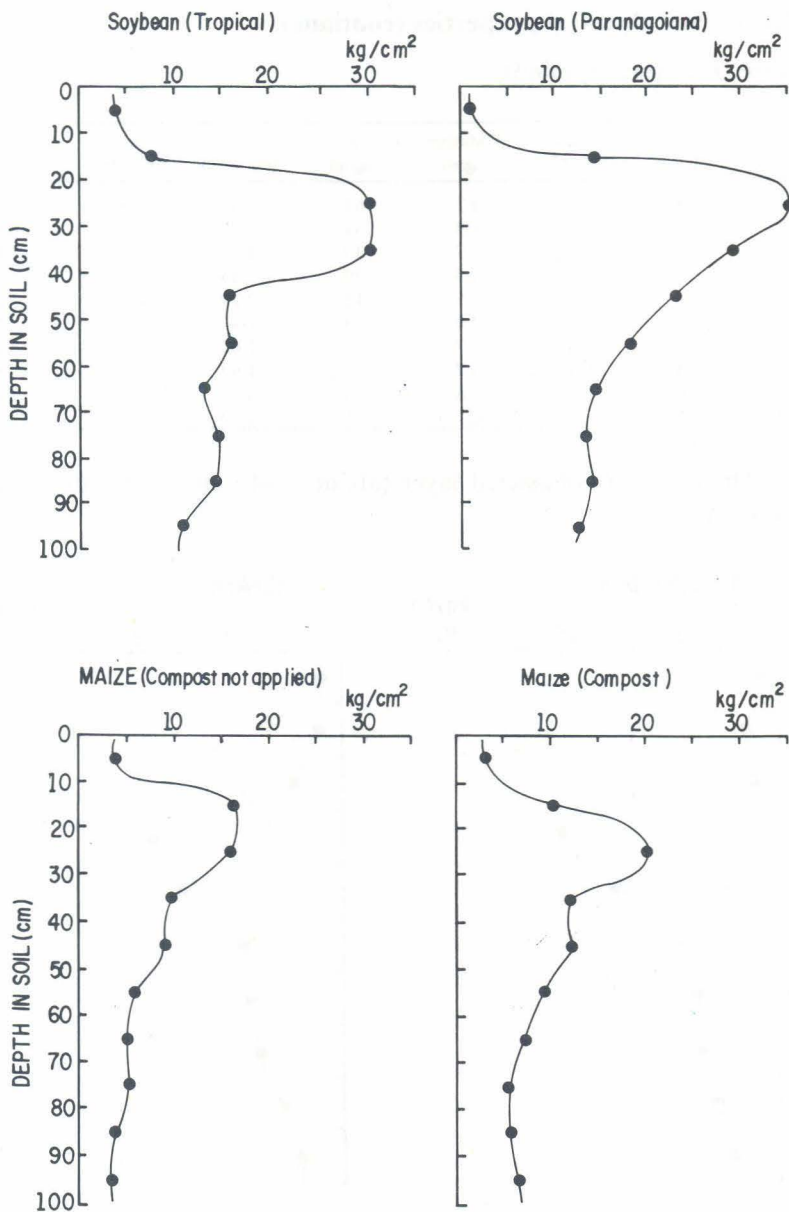 Soybean (Tropical)
kg/cm2
10 20 30
0
10
20
30
40
50
60
70
80
90
100
DEPTH IN SOIL (cm)
Soybean (Paranagoiana)
kg/cm2
10 20 30
MAIZE (Compost not applied)
kg/cm2
10 20 30
0
10
20
30
40
50
60
70
80
90
100
DEPTH IN SOIL (cm)
Maize (Compost)
kg/cm2
10 20 30